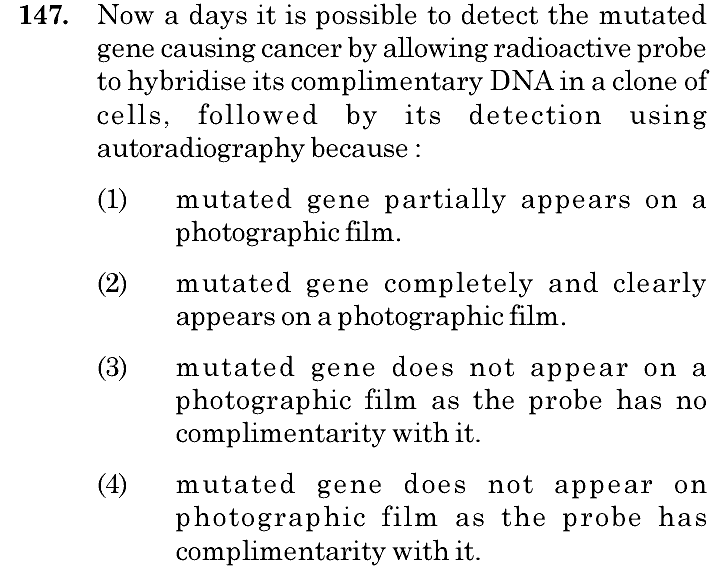 147. Now a days it is possible to detect the mutated
gene causing cancer by allowing radioactive probe
to hybridise its complimentary DNA in a clone of
cells, followed by its detection using
autoradiography because :
(1) mutated gene partially appears on a
photographic film.
(2) mutated gene completely and clearly
appears on a photographic film.
(3) mutated gene does not appear on a
photographic film as the probe has no
complimentarity with it.
(4) mutated gene does not appear on
photographic film as the probe has
complimentarity with it.